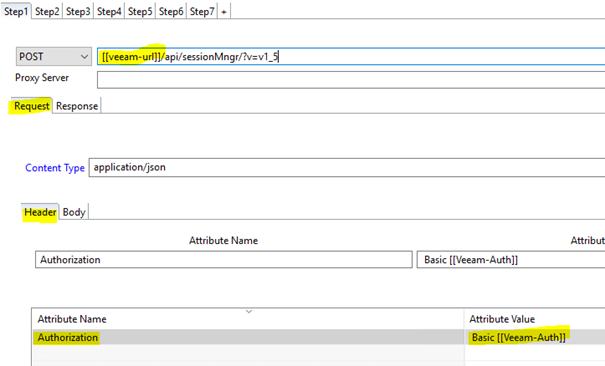 Step1 Step2 Step3 Step4 Step5 Step6 Step7 +
POST [[veeam-url]]/api/sessionMngr/?v=v1_5
Proxy Server
Request Response
Content Type application/json
Header Body
Attribute Name
Authorization Basic [[Veeam-Auth]]
Attribute Name Attribute Value
Authorization Basic [[Veeam-Auth]]